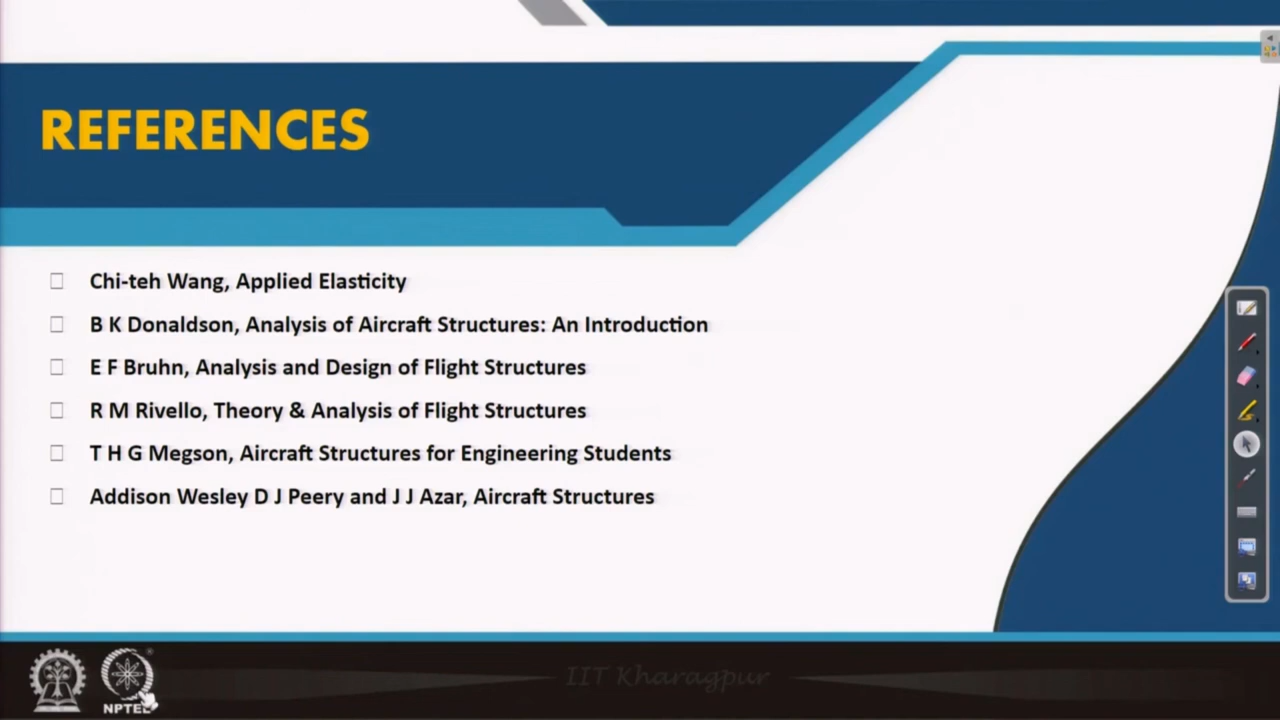 REFERENCES
Chi-teh Wang, Applied Elasticity
B K Donaldson, Analysis of Aircraft Structures: An Introduction
E F Bruhn, Analysis and Design of Flight Structures
R M Rivello, Theory & Analysis of Flight Structures
T H G Megson, Aircraft Structures for Engineering Students
Addison Wesley D J Peery and J J Azar, Aircraft Structures
IIT Kharagpur
NPTEL